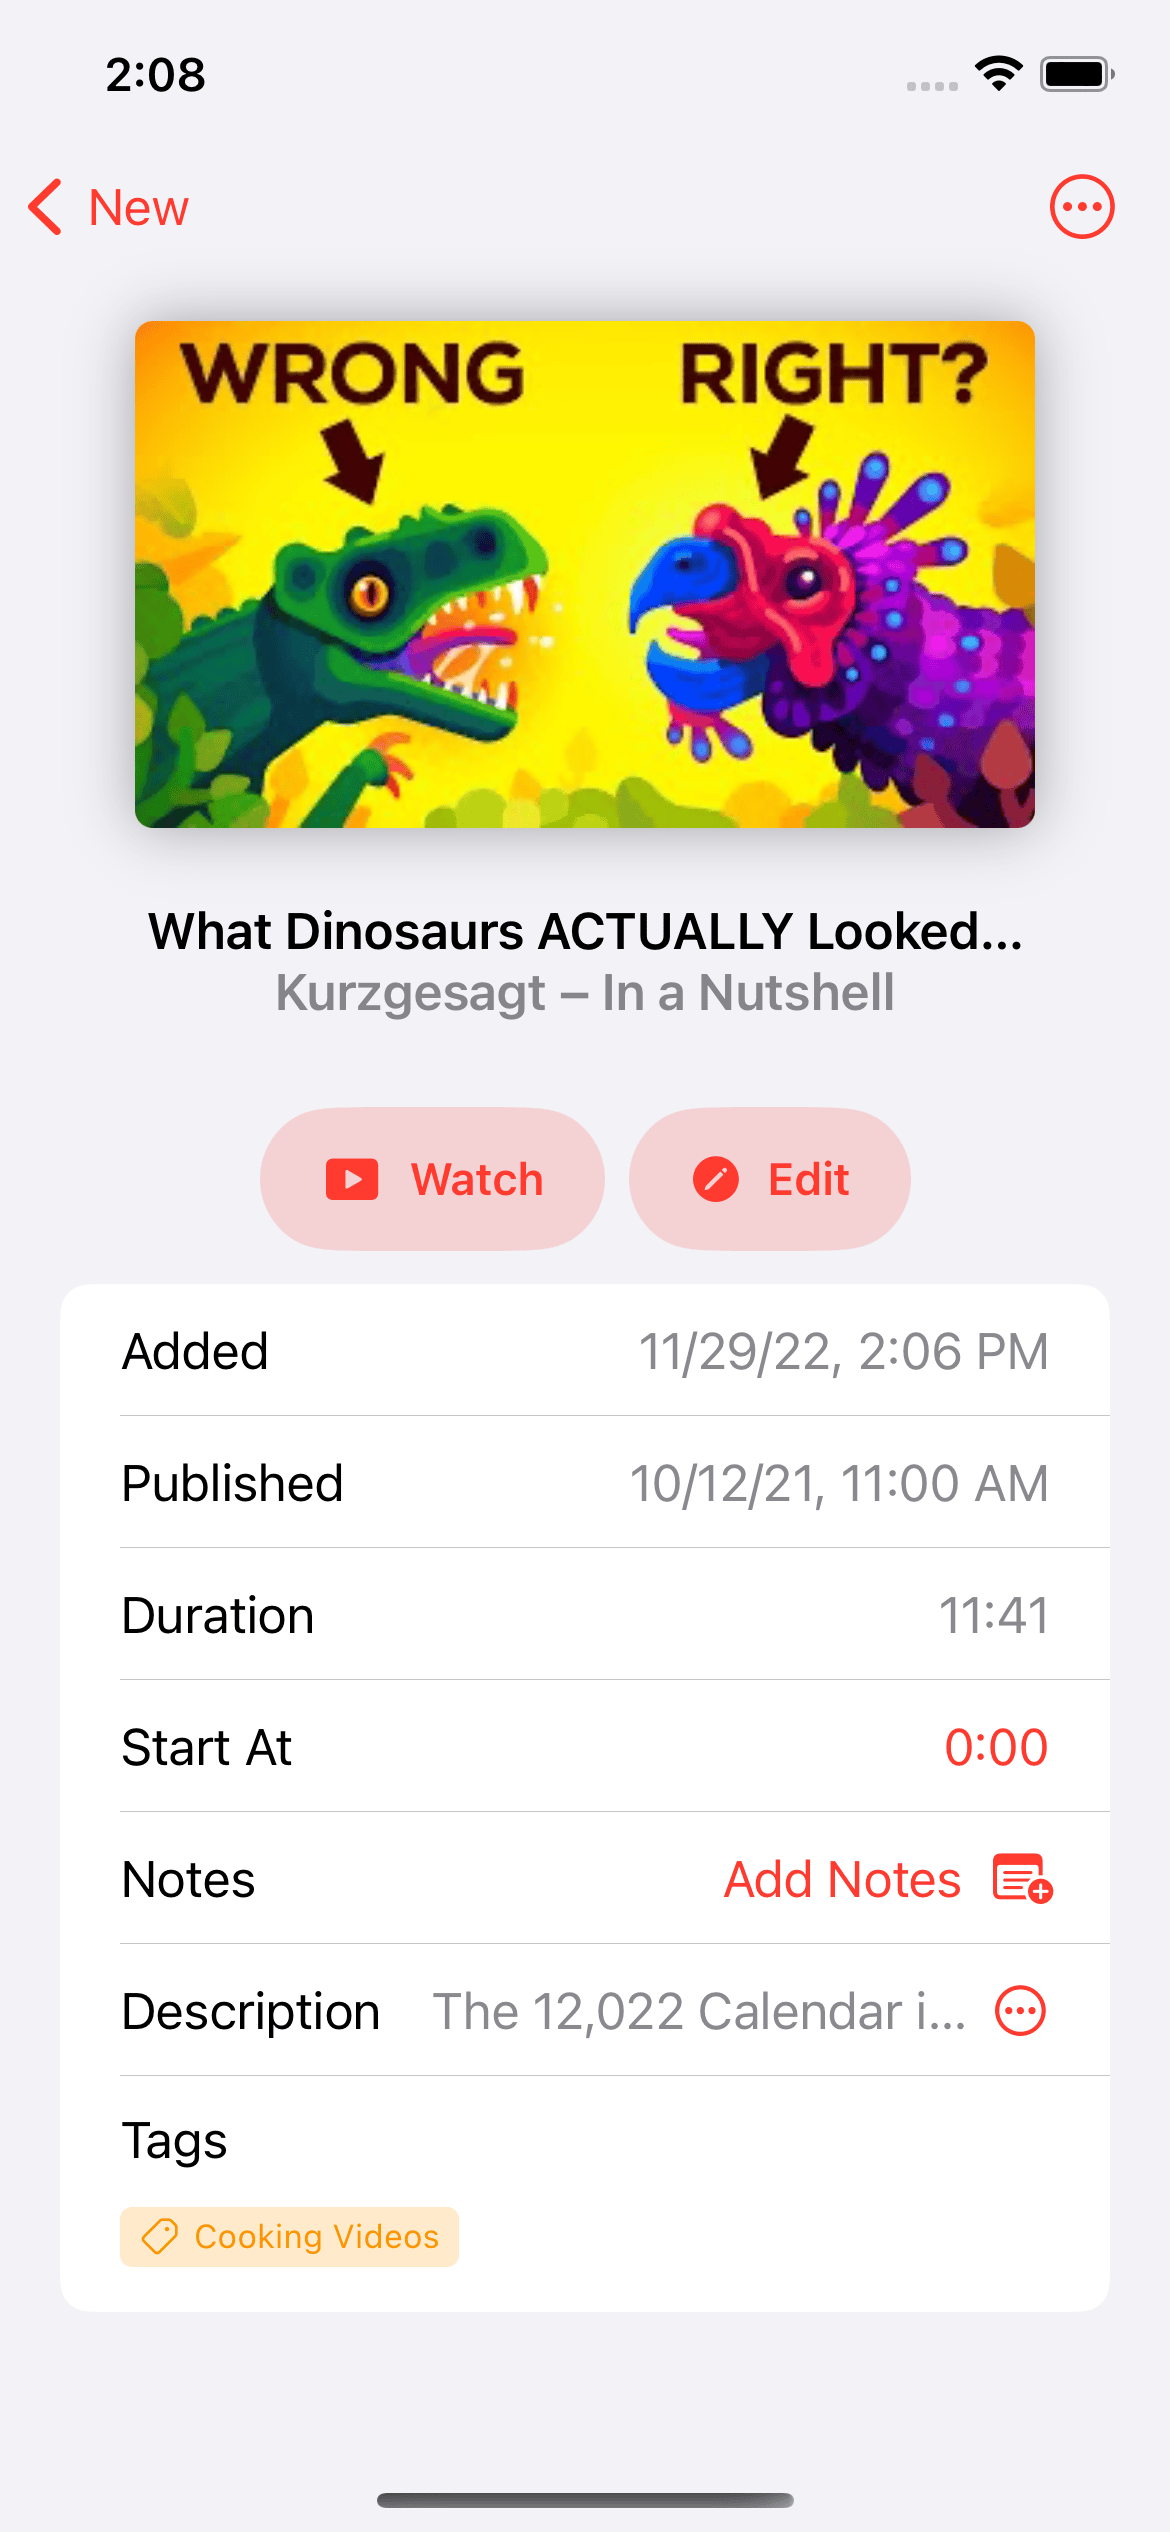 2:08
New
WRONG
RIGHT?
What Dinosaurs ACTUALLY Looked...
Kurzgesagt – In a Nutshell
Watch
Edit
Added
11/29/22, 2:06 PM
Published
10/12/21, 11:00 AM
Duration
11:41
Start At
0:00
Notes
Add Notes
Description
The 12,022 Calendar i...
Tags
Cooking Videos